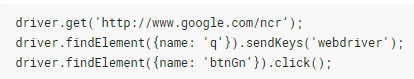 driver.get('http://www.google.com/ncr');
driver.findElement({name: 'q'}).sendKeys('webdriver');
driver.findElement({name: 'btnGn'}).click();